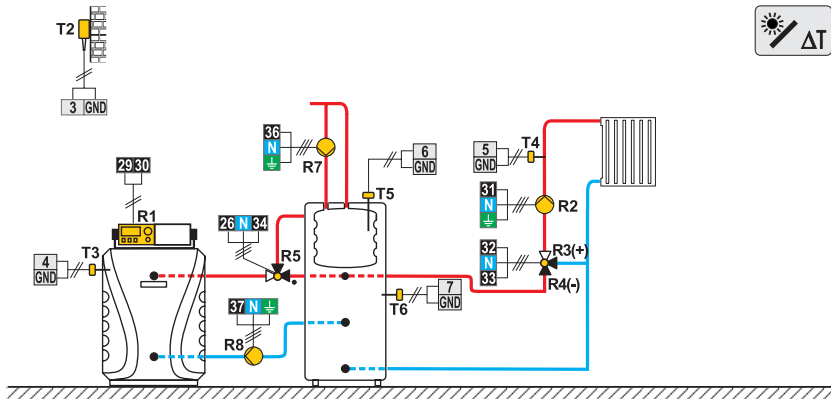 T2
3 GND
ΔT
36
N
R7
6
GND
5
GND
T4
29 30
R1
T5
31
N
R2
26 N 34
4
GND
T3
R5
32
N
33
R3(+)
R4(-)
37 N
R8
7
GND
T6